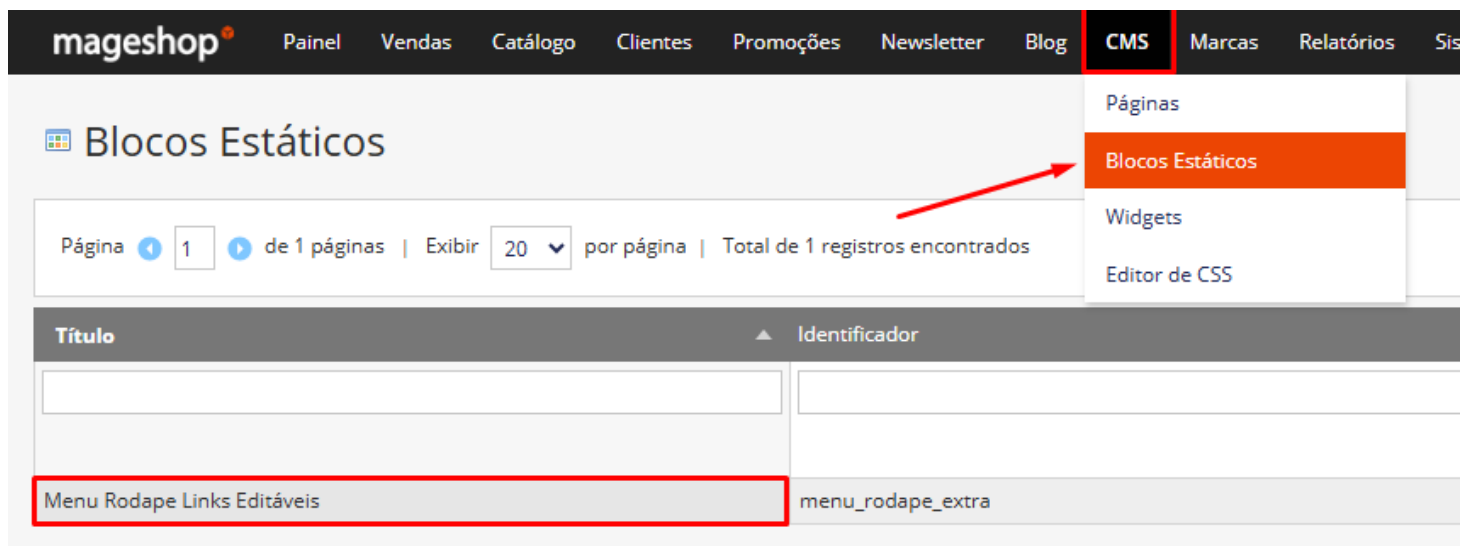 mageshop Painel Vendas Catálogo Clientes Promoções Newsletter Blog CMS Marcas Relatórios Sis
Páginas
Blocos Estáticos
Widgets
Editor de CSS
Blocos Estáticos
Página 1 de 1 páginas | Exibir 20 por página | Total de 1 registros encontrados
Título Identificador
Menu Rodape Links Editáveis menu_rodape_extra